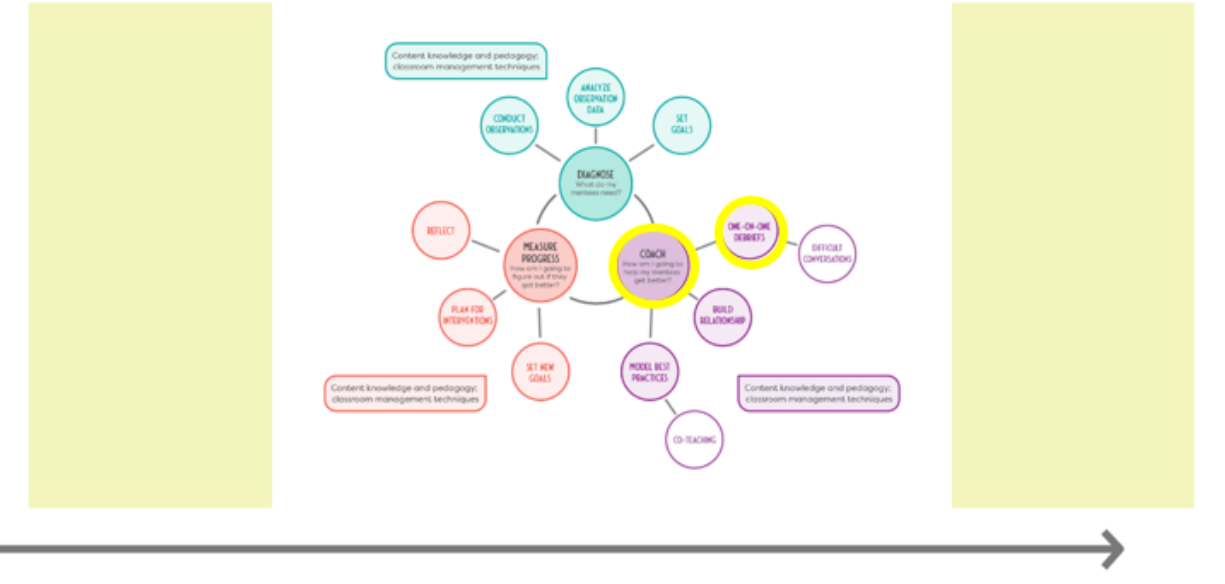 Content knowledge and pedagogy;
classroom management techniques
ANALYZE
OBSERVATION
DATA
CONDUCT
OBSERVATIONS
SET
GOALS
DIAGNOSE
What do my
mentees need?
ONE-ON-ONE
DEBRIEFS
DIFFICULT
CONVERSATIONS
REFLECT
MEASURE
PROGRESS
How am I going to
figure out if they
got better?
COACH
How am I going to
help my mentees
get better?
PLAN FOR
INTERVENTIONS
BUILD
RELATIONSHIP
SET NEW
GOALS
MODEL BEST
PRACTICES
Content knowledge and pedagogy;
classroom management techniques
Content knowledge and pedagogy;
classroom management techniques
CO-TEACHING